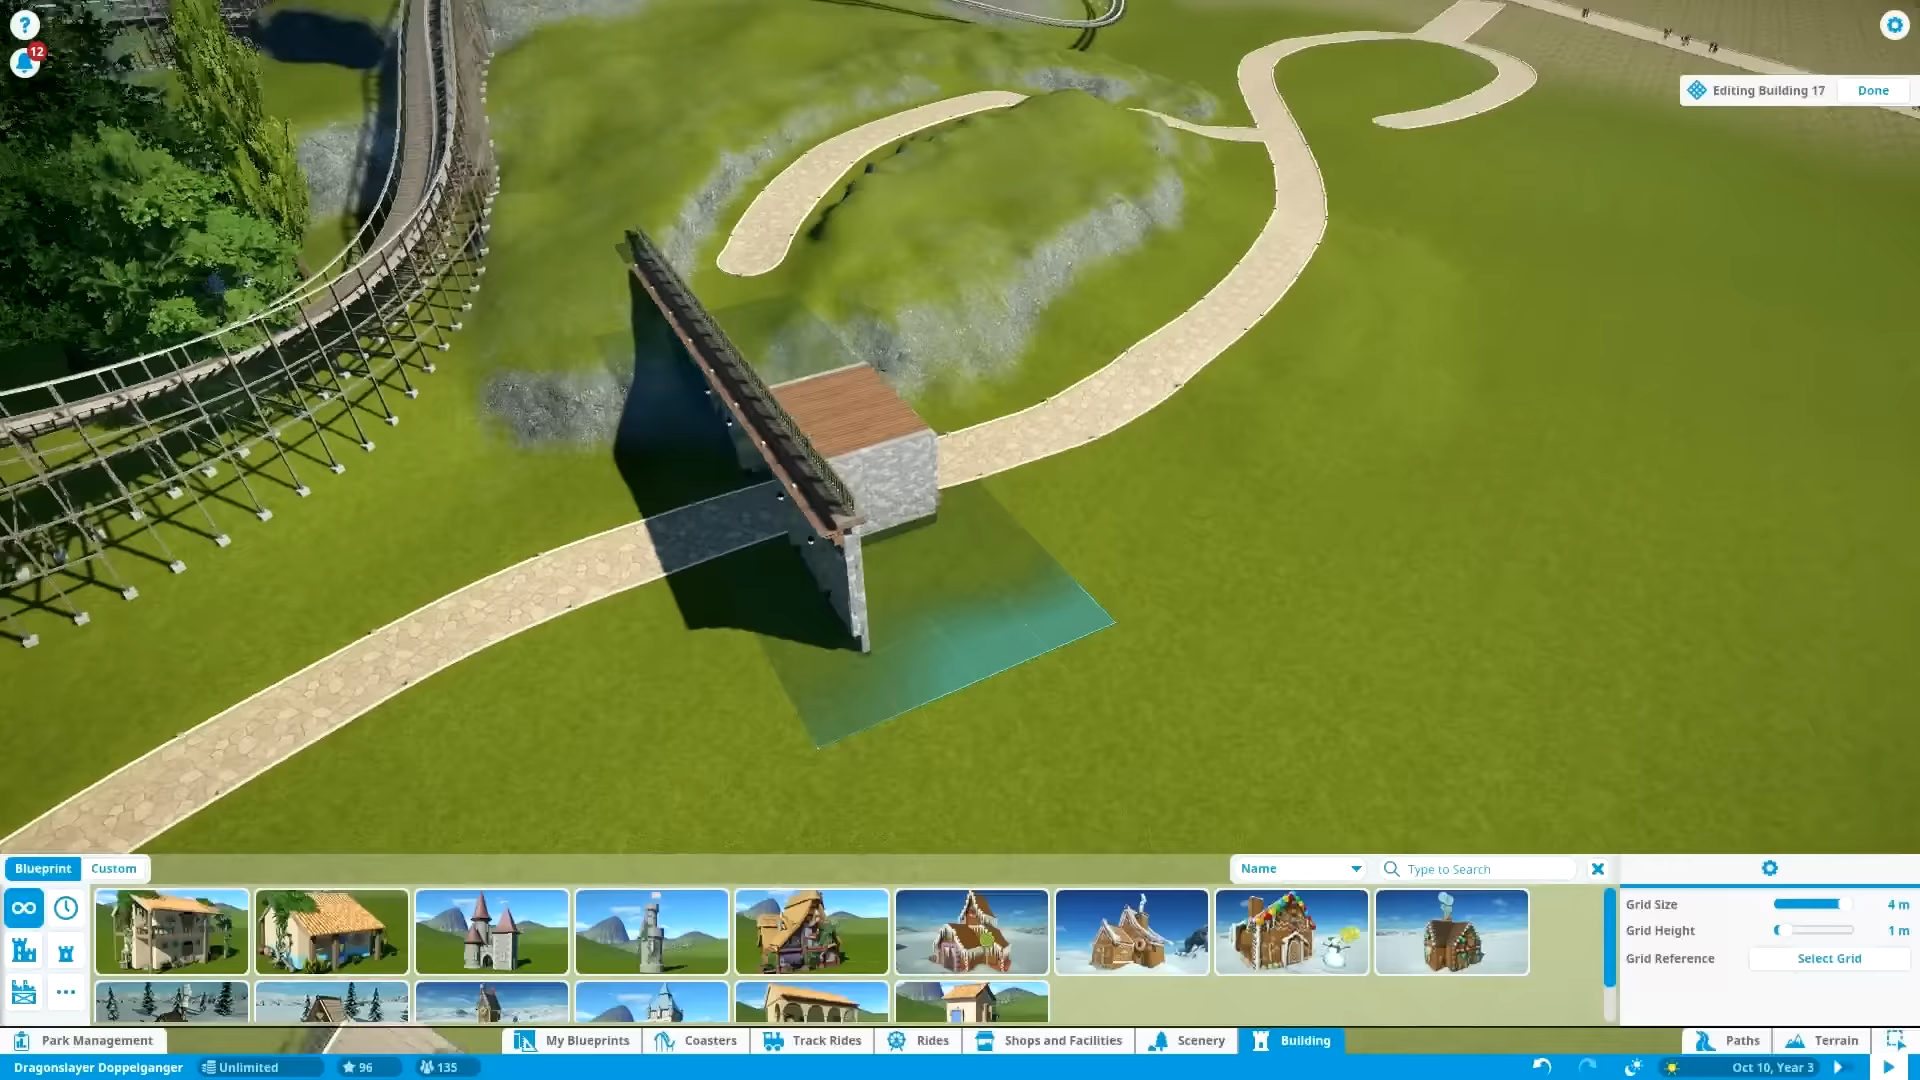 ?
12
Editing Building 17
Done
Blueprint
Custom
Name
Type to Search
Grid Size
4 m
Grid Height
1 m
Grid Reference
Select Grid
Park Management
My Blueprints
Coasters
Track Rides
Rides
Shops and Facilities
Scenery
Building
Paths
Terrain
Dragonslayer Doppelganger
Unlimited
96
135
Oct 10, Year 3